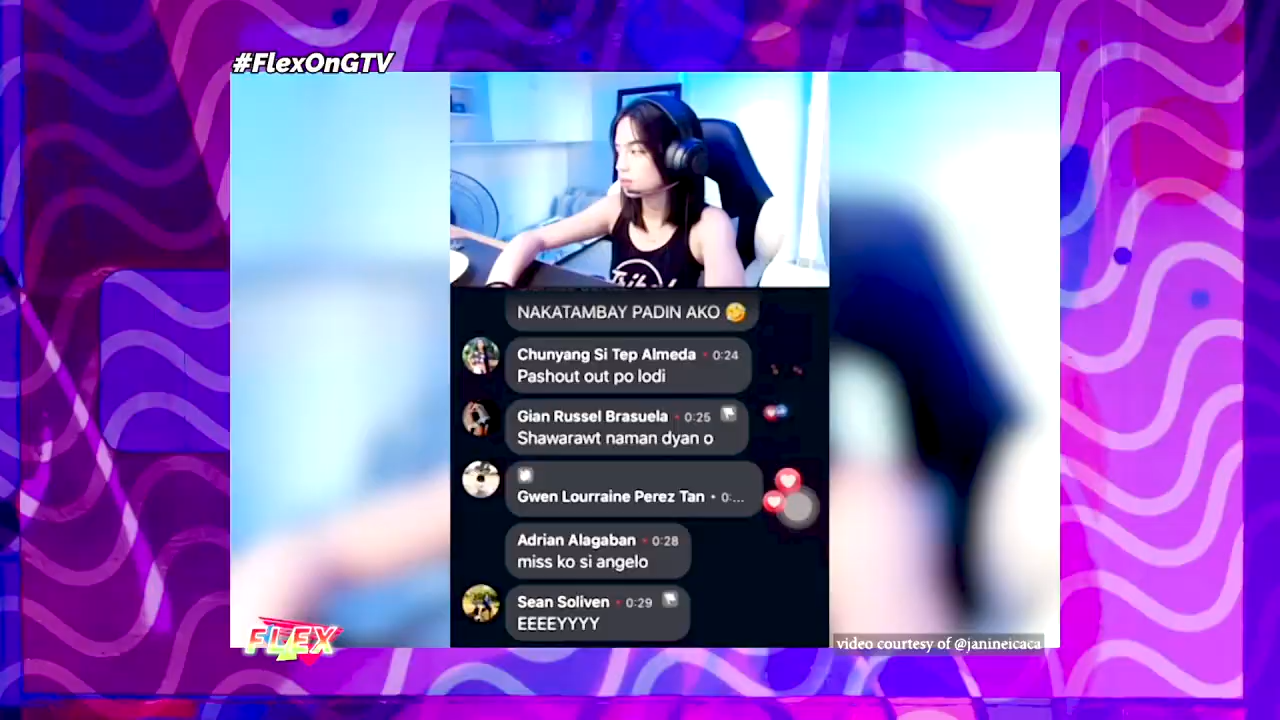 #FlexOnGTV
NAKATAMBAY PADIN AKO 🤣
Chunyang Si Tep Almeda • 0:24
Pashout out po lodi
Gian Russel Brasuela • 0:25
Shawarawt naman dyan o
Gwen Lourraine Perez Tan • 0:...
Adrian Alagaban • 0:28
miss ko si angelo
Sean Soliven • 0:29
EEEEYYYY
FLEX
video courtesy of @janineicaca